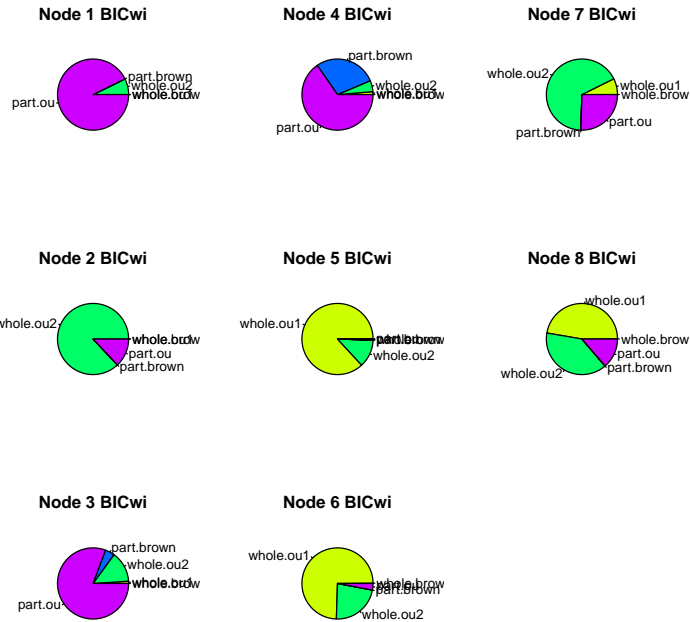 Node 1 BICwi
part.brown
whole.ou2
part.ou
Node 4 BICwi
part.brown
whole.ou2
part.ou
Node 7 BICwi
whole.ou2
whole.ou1
whole.brow
part.ou
part.brown
Node 2 BICwi
whole.ou2
part.ou
part.brown
Node 5 BICwi
whole.ou1
whole.ou2
Node 8 BICwi
whole.ou1
whole.brow
part.ou
whole.ou2
part.brown
Node 3 BICwi
part.brown
whole.ou2
part.ou
Node 6 BICwi
whole.ou1
whole.brow
part.brown
whole.ou2